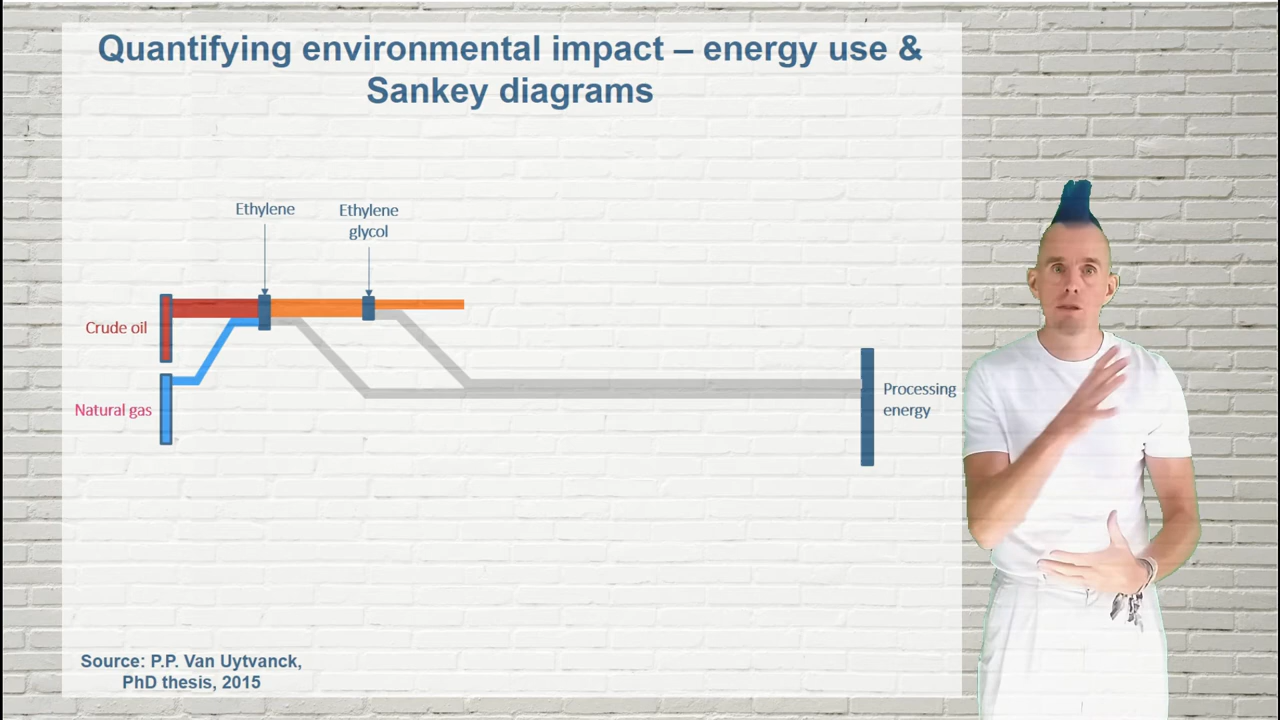 Quantifying environmental impact – energy use &
Sankey diagrams
Ethylene
Ethylene
glycol
Crude oil
Natural gas
Processing
energy
Source: P.P. Van Uytvanck,
PhD thesis, 2015